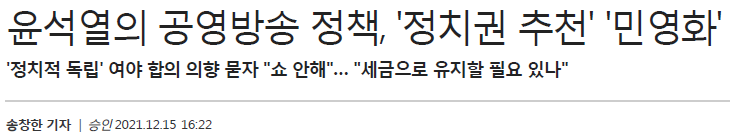 윤석열의 공영방송 정책, '정치권 추천' '민영화'
'정치적 독립' 여야 합의 의향 묻자 "쇼 안해"... "세금으로 유지할 필요 있나"
송창한 기자 | 승인 2021.12.15 16:22